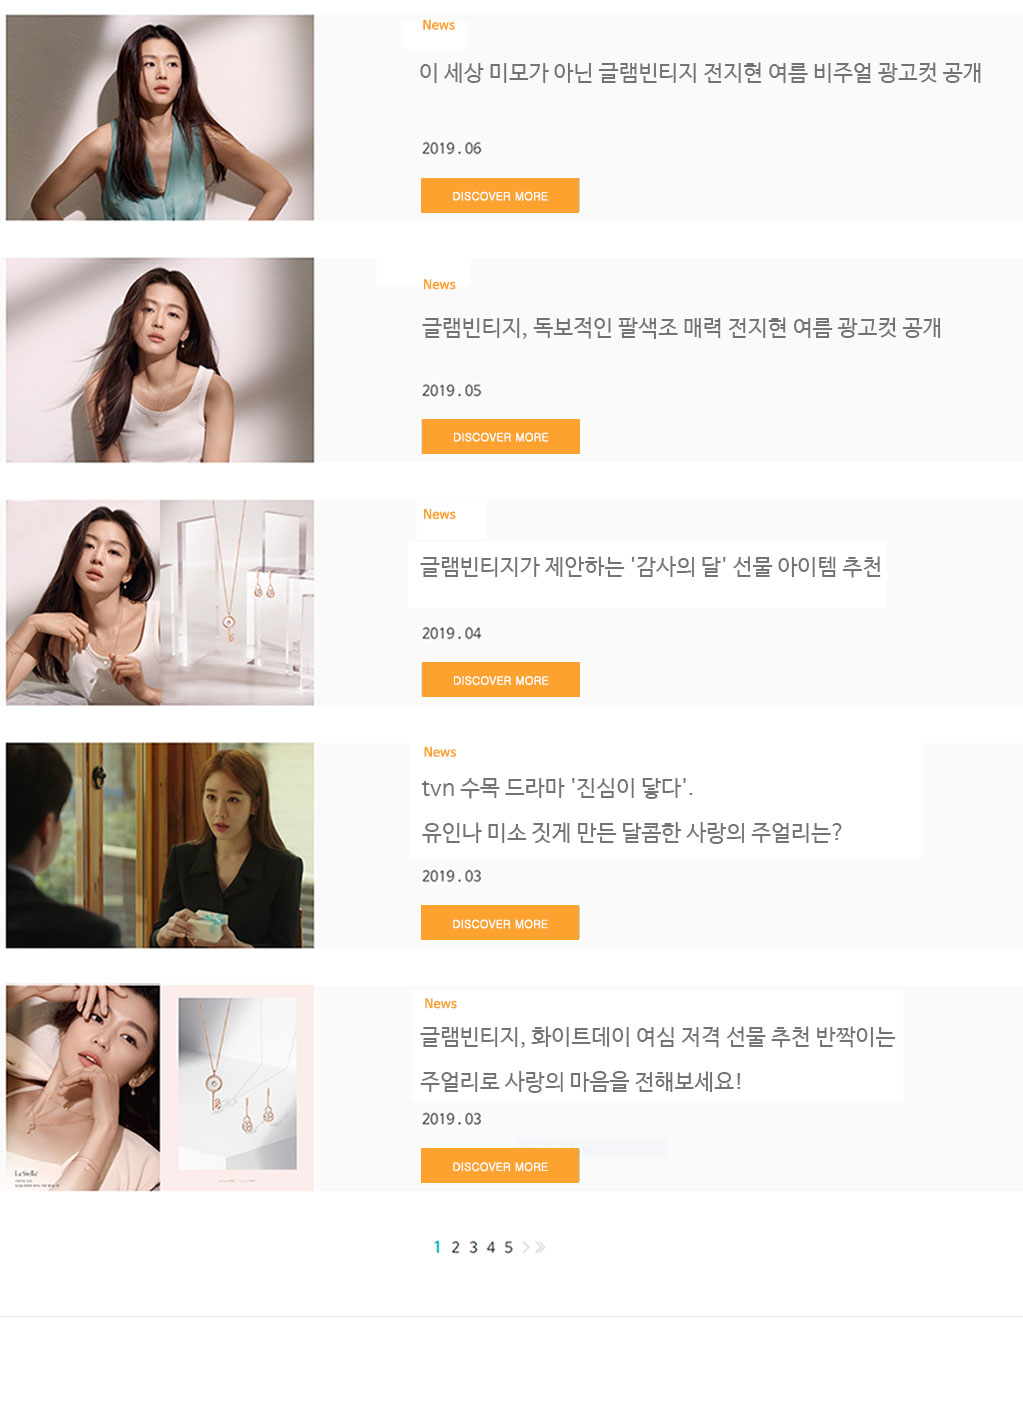 News
이 세상 미모가 아닌 글램빈티지 전지현 여름 비주얼 광고컷 공개
2019 . 06
DISCOVER MORE
News
글램빈티지, 독보적인 팔색조 매력 전지현 여름 광고컷 공개
2019 . 05
DISCOVER MORE
News
글램빈티지가 제안하는 '감사의 달' 선물 아이템 추천
2019 . 04
DISCOVER MORE
News
tvn 수목 드라마 '진심이 닿다'.
유인나 미소 짓게 만든 달콤한 사랑의 주얼리는?
2019 . 03
DISCOVER MORE
News
글램빈티지, 화이트데이 여심 저격 선물 추천 반짝이는
주얼리로 사랑의 마음을 전해보세요!
2019 . 03
DISCOVER MORE
La Stella
1 2 3 4 5